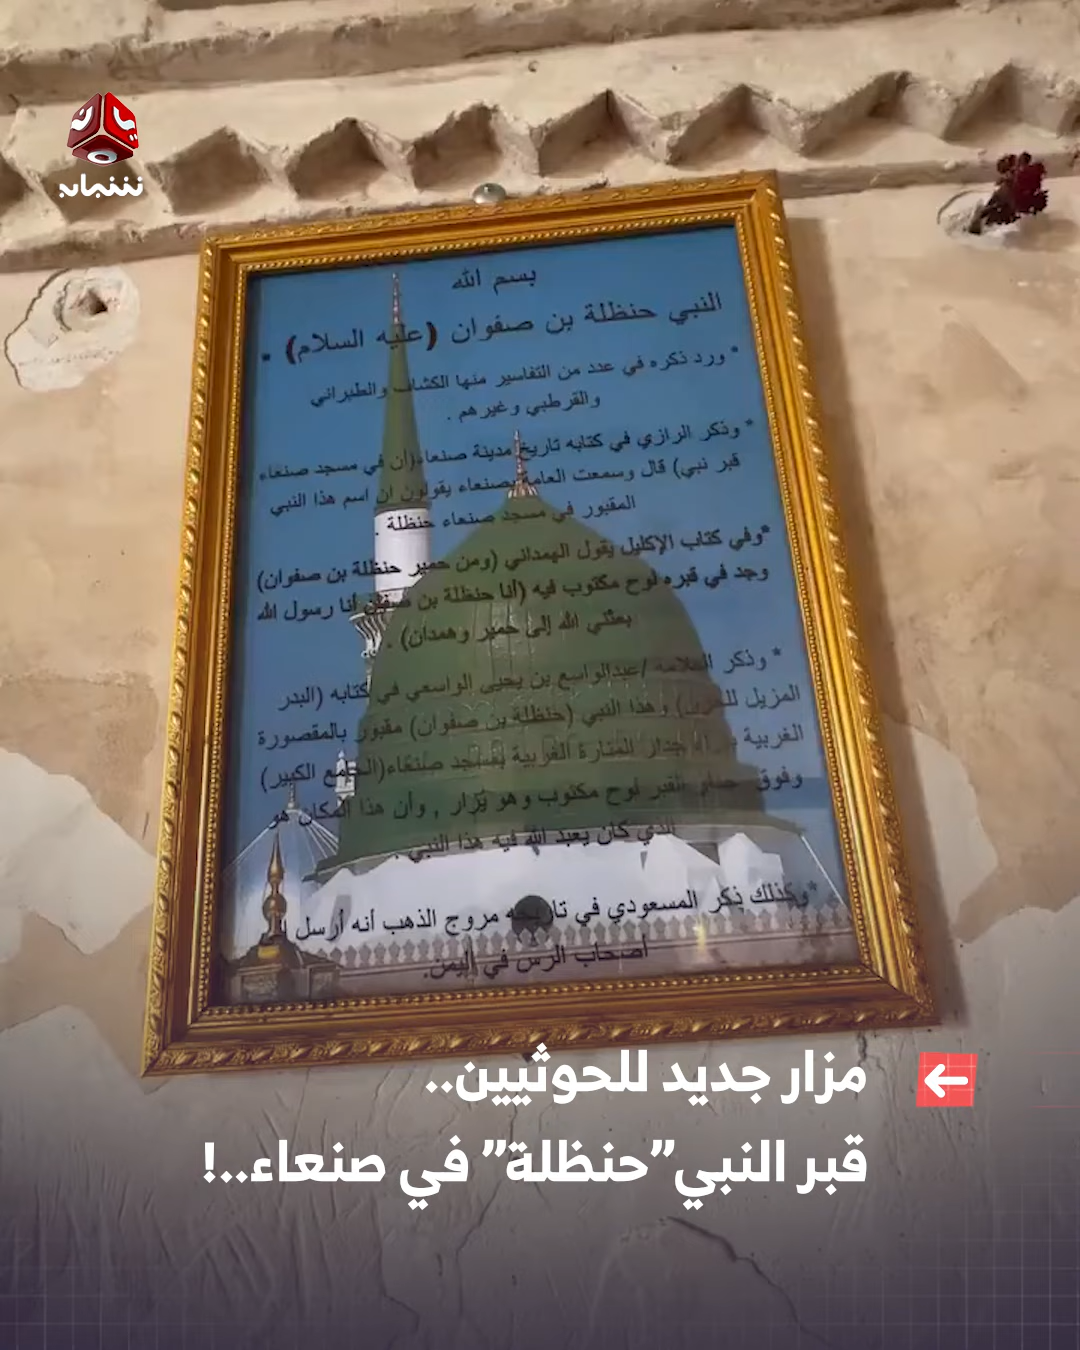 يمن
شباب
بسم الله
النبي حنظلة بن صفوان (عليه السلام) *
* ورد ذكره في عدد من التفاسير منها الكشاف والطبراني
والقرطبي وغيرهم .
* وذكر الرازي في كتابه تاريخ مدينة صنعاء(أن في مسجد صنعاء
قبر نبي) قال وسمعت العامة بصنعاء يقولون ان اسم هذا النبي
المقبور في مسجد صنعاء حنظلة .
*وفي كتاب الإكليل يقول الهمداني (ومن حمير حنظلة بن صفوان)
وجد في قبره لوح مكتوب فيه (أنا حنظلة بن صفن أنا رسول الله
بعثني الله إلى حمير وهمدان) .
* وذكر العلامه /عبدالواسع بن يحيى الواسعي في كتابه (البدر
المزيل للحزن) وهذا النبي (حنظلة بن صفوان) مقبور بالمقصورة
الغربية جدار المنارة الغربية بمسجد صنعاء(الجامع الكبير)
وفوق القبر لوح مكتوب وهو يزار , وأن هذا المكان هو
الذي كان يعبد الله فيه هذا النبي .
*وكذلك ذكر المسعودي في تاريخه مروج الذهب أنه أرسل
أصحاب الرس في اليمن.
مزار جديد للحوثيين..
قبر النبي"حنظلة" في صنعاء..!